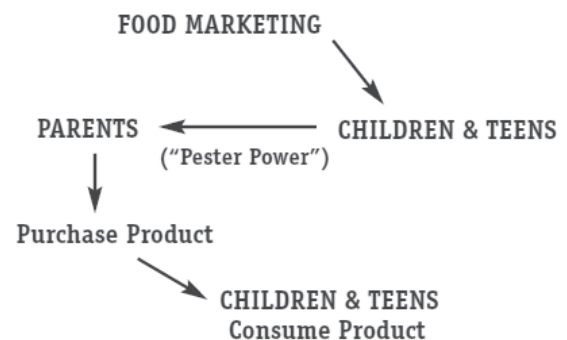 FOOD MARKETING
PARENTS
CHILDREN & TEENS
(“Pester Power”)
Purchase Product
CHILDREN & TEENS
Consume Product